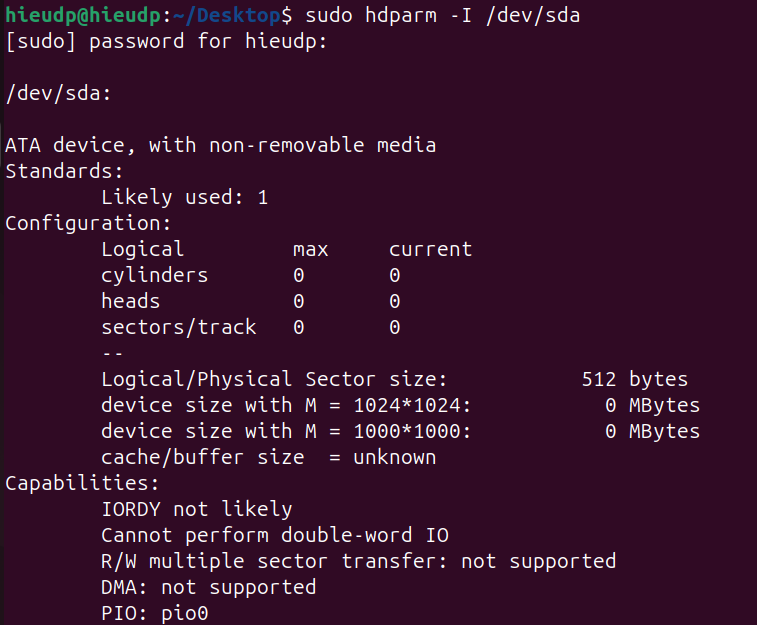 hieudp@hieudp:~/Desktop$ sudo hdparm -I /dev/sda
[sudo] password for hieudp:
/dev/sda:
ATA device, with non-removable media
Standards:
Likely used: 1
Configuration:
Logical max current
cylinders 0 0
heads 0 0
sectors/track 0 0
--
Logical/Physical Sector size: 512 bytes
device size with M = 1024*1024: 0 MBytes
device size with M = 1000*1000: 0 MBytes
cache/buffer size = unknown
Capabilities:
IORDY not likely
Cannot perform double-word IO
R/W multiple sector transfer: not supported
DMA: not supported
PIO: pio0